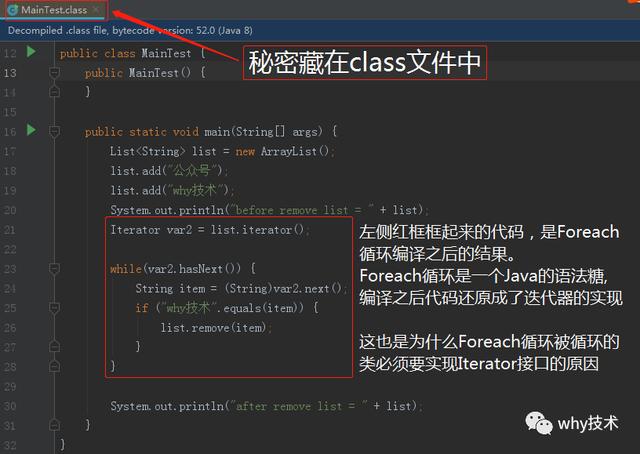 MainTest.class
Decompiled .class file, bytecode version: 52.0 (Java 8)
秘密藏在class文件中
12 public class MainTest {
13 public MainTest() {
14 }
15
16 public static void main(String[] args) {
17 List<String> list = new ArrayList();
18 list.add("公众号");
19 list.add("why技术");
20 System.out.println("before remove list = " + list);
21 Iterator var2 = list.iterator();
22
23 while(var2.hasNext()) {
24 String item = (String)var2.next();
25 if ("why技术".equals(item)) {
26 list.remove(item);
27 }
28 }
29
30 System.out.println("after remove list = " + list);
31 }
32 }
左侧红框框起来的代码，是Foreach
循环编译之后的结果。
Foreach循环是一个Java的语法糖,
编译之后代码还原成了迭代器的实现
这也是为什么Foreach循环被循环的
类必须要实现Iterator接口的原因
why技术